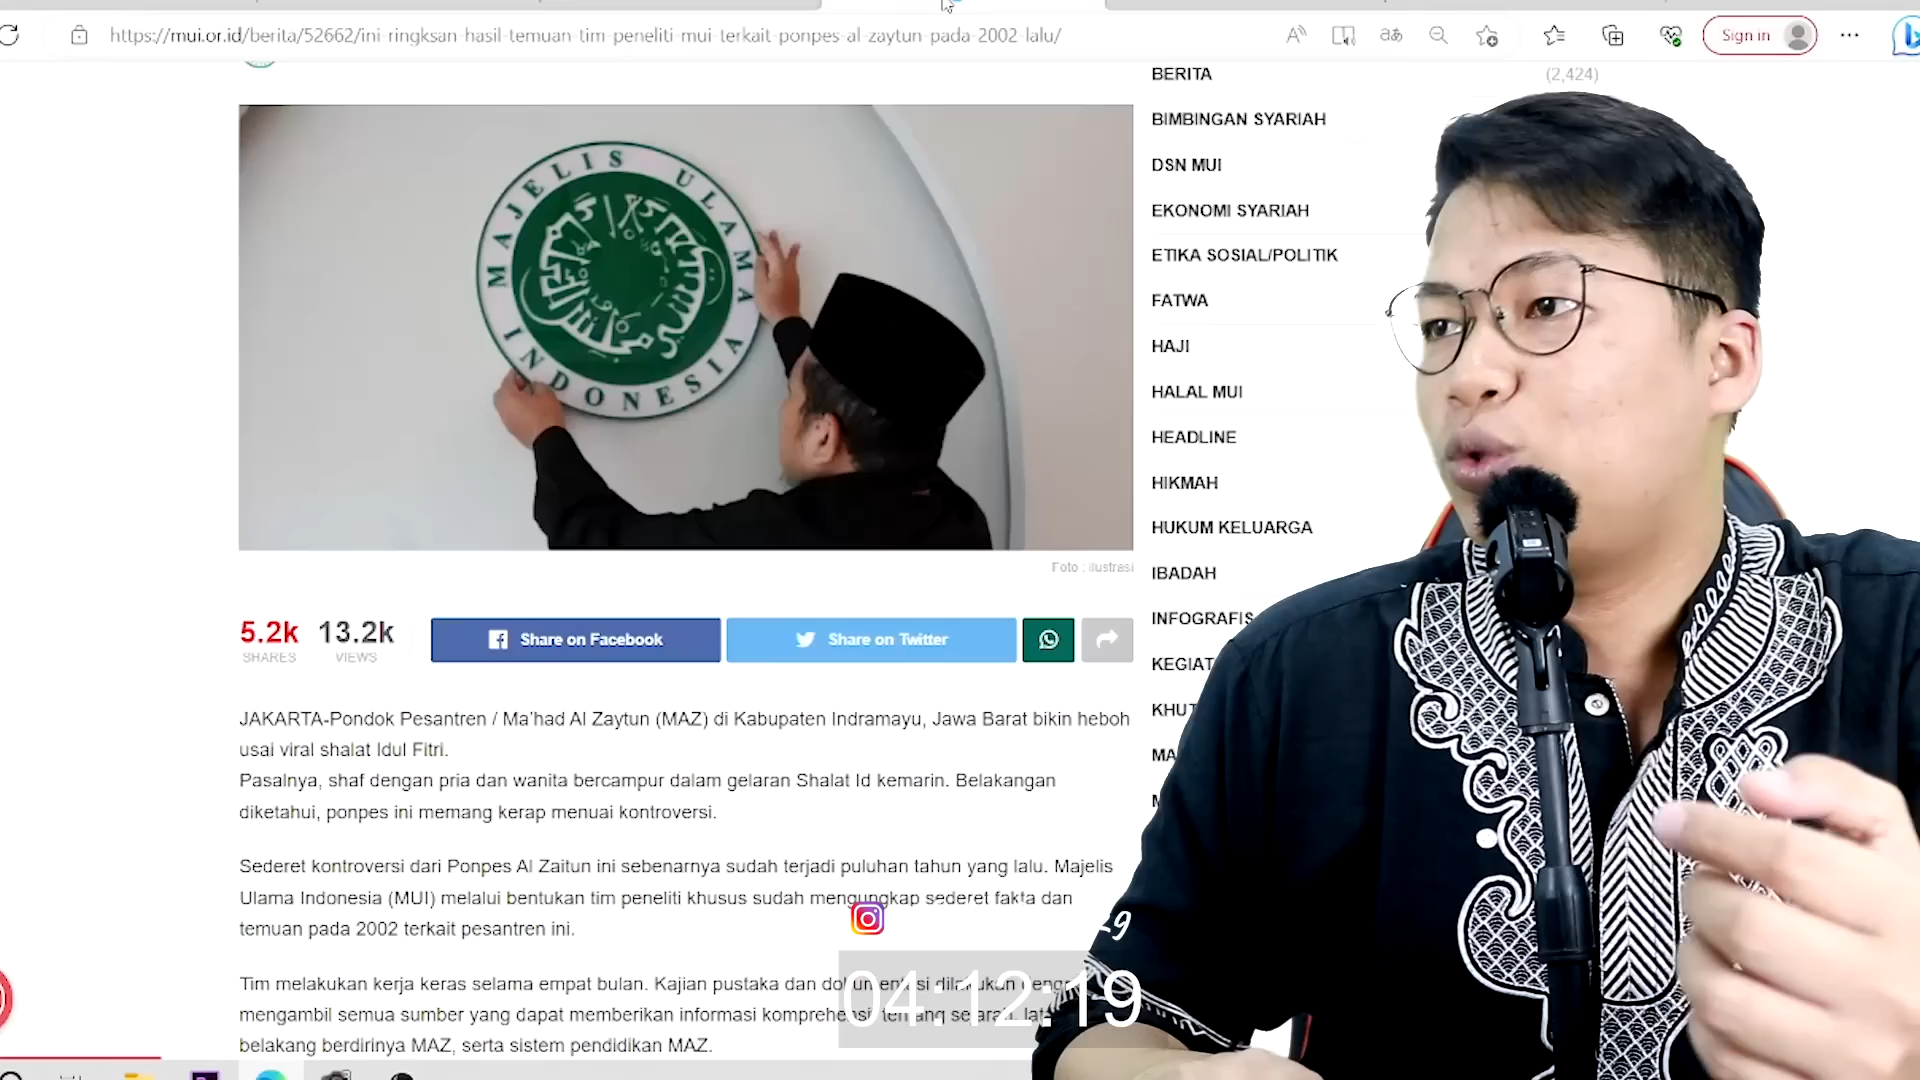 https://mui.or.id/berita/52662/ini-ringksan-hasil-temuan-tim-peneliti-mui-terkait-ponpes-al-zaytun-pada-2002-lalu/
Sign in
MAJELIS ULAMA INDONESIA
Foto : ilustrasi
5.2k
SHARES
13.2k
VIEWS
Share on Facebook
Share on Twitter
JAKARTA-Pondok Pesantren / Ma'had Al Zaytun (MAZ) di Kabupaten Indramayu, Jawa Barat bikin heboh
usai viral shalat Idul Fitri.
Pasalnya, shaf dengan pria dan wanita bercampur dalam gelaran Shalat Id kemarin. Belakangan
diketahui, ponpes ini memang kerap menuai kontroversi.
Sederet kontroversi dari Ponpes Al Zaitun ini sebenarnya sudah terjadi puluhan tahun yang lalu. Majelis
Ulama Indonesia (MUI) melalui bentukan tim peneliti khusus sudah mengungkap sederet fakta dan
temuan pada 2002 terkait pesantren ini.
Tim melakukan kerja keras selama empat bulan. Kajian pustaka dan
mengambil semua sumber yang dapat memberikan informasi
belakang berdirinya MAZ, serta sistem pendidikan MAZ.
04:12:19
BERITA
(2,424)
BIMBINGAN SYARIAH
DSN MUI
EKONOMI SYARIAH
ETIKA SOSIAL/POLITIK
FATWA
HAJI
HALAL MUI
HEADLINE
HIKMAH
HUKUM KELUARGA
IBADAH
INFOGRAFIS